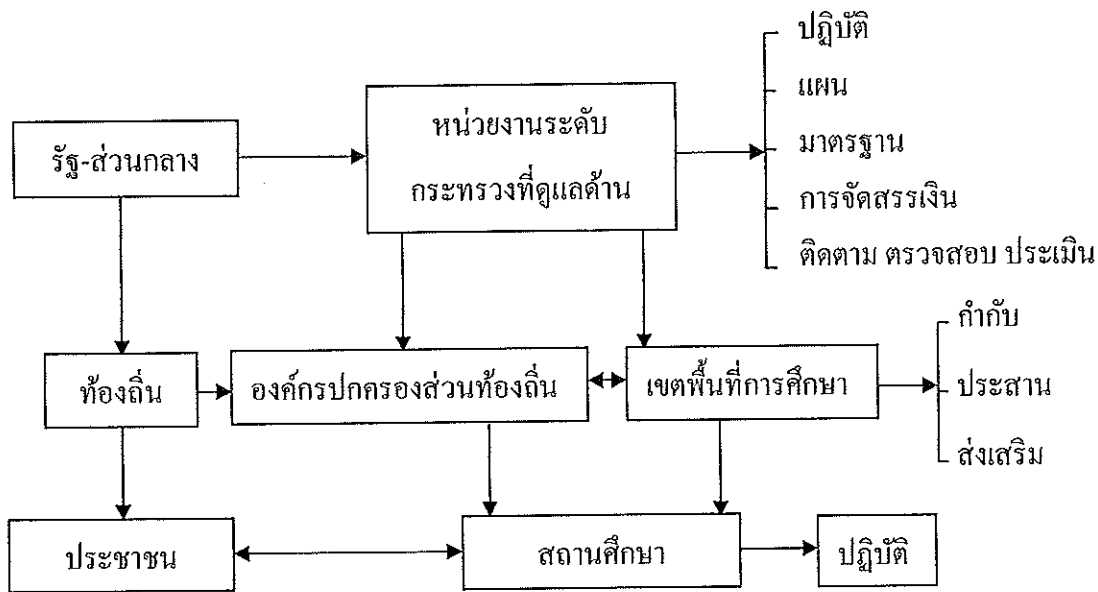 ปฏิบัติ
แผน
มาตรฐาน
การจัดสรรเงิน
ติดตาม ตรวจสอบ ประเมิน
รัฐ-ส่วนกลาง
หน่วยงานระดับ
กระทรวงที่ดูแลด้าน
กำกับ
ประสาน
ส่งเสริม
ท้องถิ่น
องค์กรปกครองส่วนท้องถิ่น
เขตพื้นที่การศึกษา
ประชาชน
สถานศึกษา
ปฏิบัติ